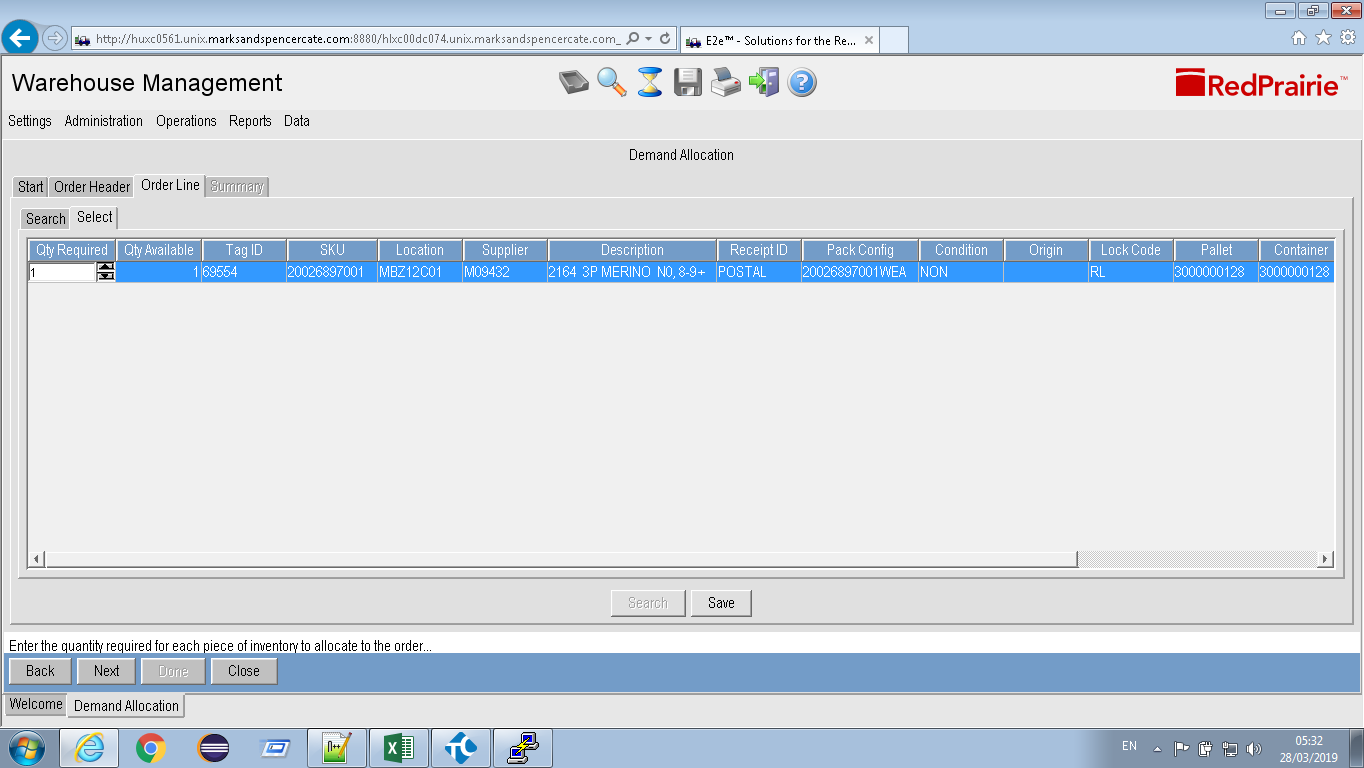 http://huxc0561.unix.marksandspencercate.com:8880/hlxc00dc074.unix.marksandspencercate.com_
E2e™ - Solutions for the Re...
Warehouse Management
RedPrairie™
Settings Administration Operations Reports Data
Demand Allocation
Start Order Header Order Line Summary
Search Select
Qty Required Qty Available Tag ID SKU Location Supplier Description Receipt ID Pack Config Condition Origin Lock Code Pallet Container
1 1 69554 20026897001 MBZ12C01 M09432 2164 3P MERINO N0, 8-9+ POSTAL 20026897001WEA NON RL 3000000128 3000000128
Search Save
Enter the quantity required for each piece of inventory to allocate to the order...
Back Next Done Close
Welcome Demand Allocation
EN
05:32
28/03/2019